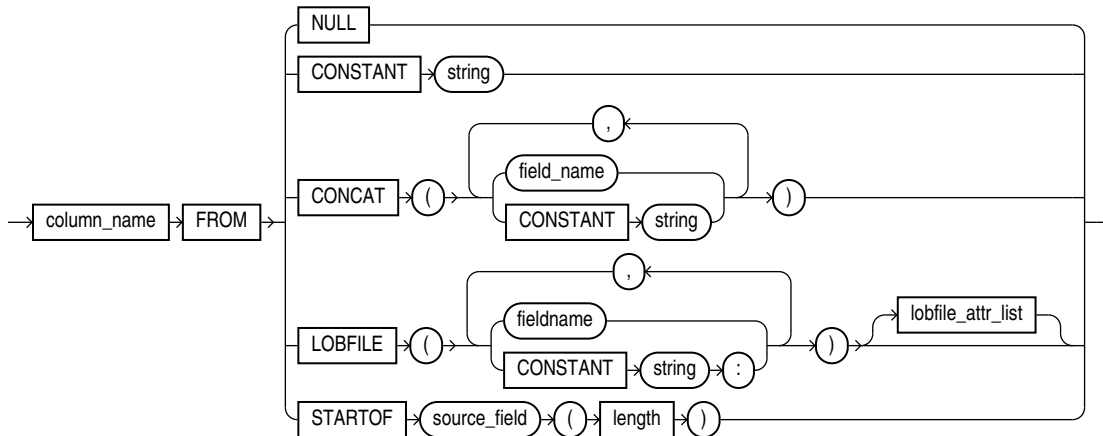 NULL
CONSTANT string
,
field_name
CONCAT ( )
CONSTANT string
column_name FROM
,
fieldname lobfile_attr_list
LOBFILE ( )
CONSTANT string :
STARTOF source_field ( length )